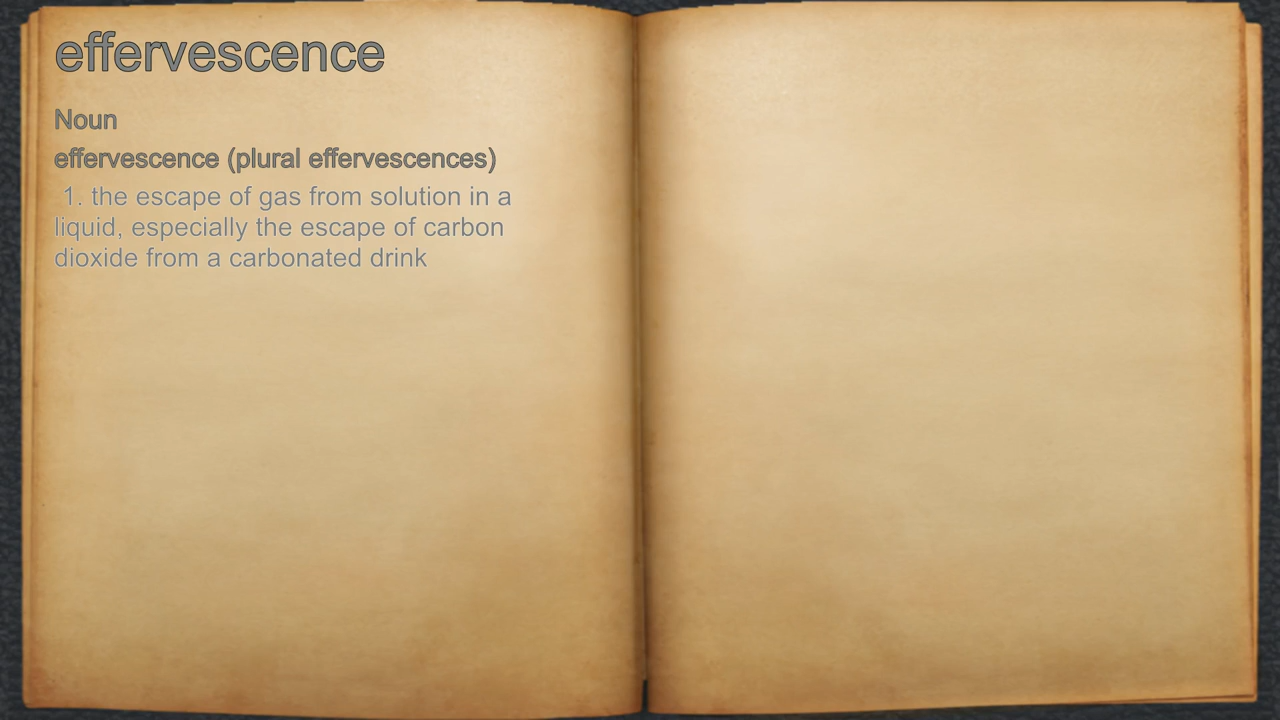 effervescence
Noun
effervescence (plural effervescences)
1. the escape of gas from solution in a
liquid, especially the escape of carbon
dioxide from a carbonated drink